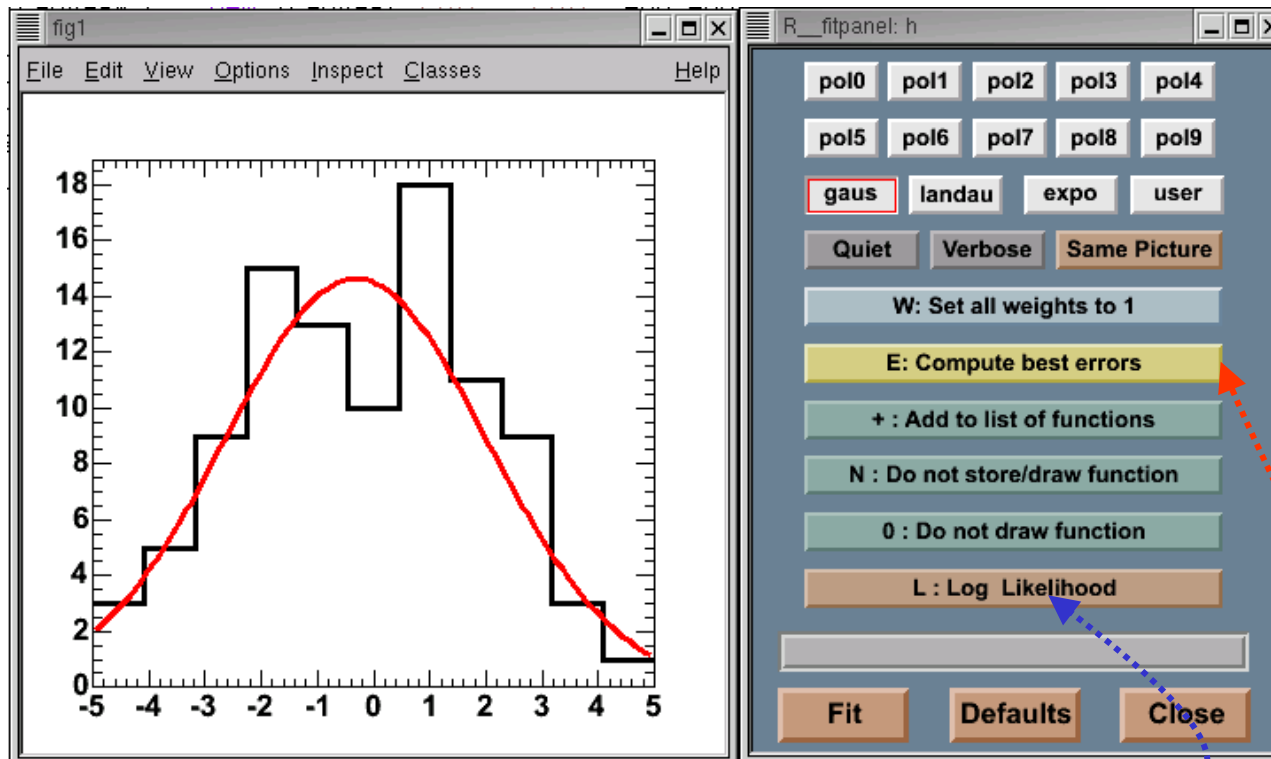 fig1
File Edit View Options Inspect Classes Help
18
16
14
12
10
8
6
4
2
0
-5 -4 -3 -2 -1 0 1 2 3 4 5
R__fitpanel: h
pol0 pol1 pol2 pol3 pol4
pol5 pol6 pol7 pol8 pol9
gaus landau expo user
Quiet Verbose Same Picture
W: Set all weights to 1
E: Compute best errors
+ : Add to list of functions
N : Do not store/draw function
0 : Do not draw function
L : Log Likelihood
Fit Defaults Close